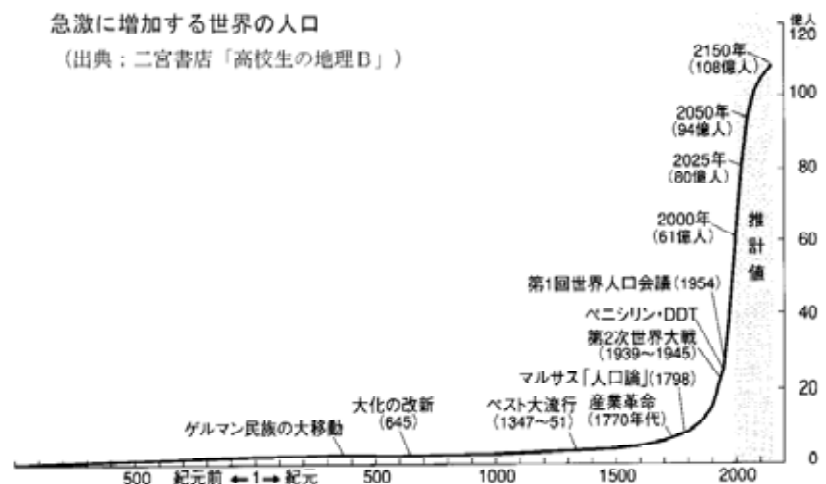 急激に増加する世界の人口
(出典:二宮書店「高校生の地理B」)
億人
120
2150年
(108億人)
100
2050年
(94億人)
2025年
(80億人)
80
2000年
(61億人)
推計値
60
第1回世界人口会議(1954)
40
ペニシリン・DDT
第2次世界大戦
(1939〜1945)
マルサス「人口論」(1798)
20
大化の改新
(645)
ペスト大流行
(1347〜51)
産業革命
(1770年代)
ゲルマン民族の大移動
0
500 紀元前 ←1→ 紀元 500 1000 1500 2000